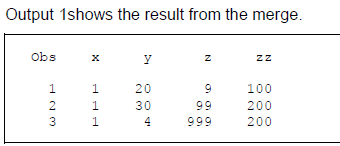 Output 1shows the result from the merge.
Obs x y z zz
1 1 20 9 100
2 1 30 99 200
3 1 4 999 200